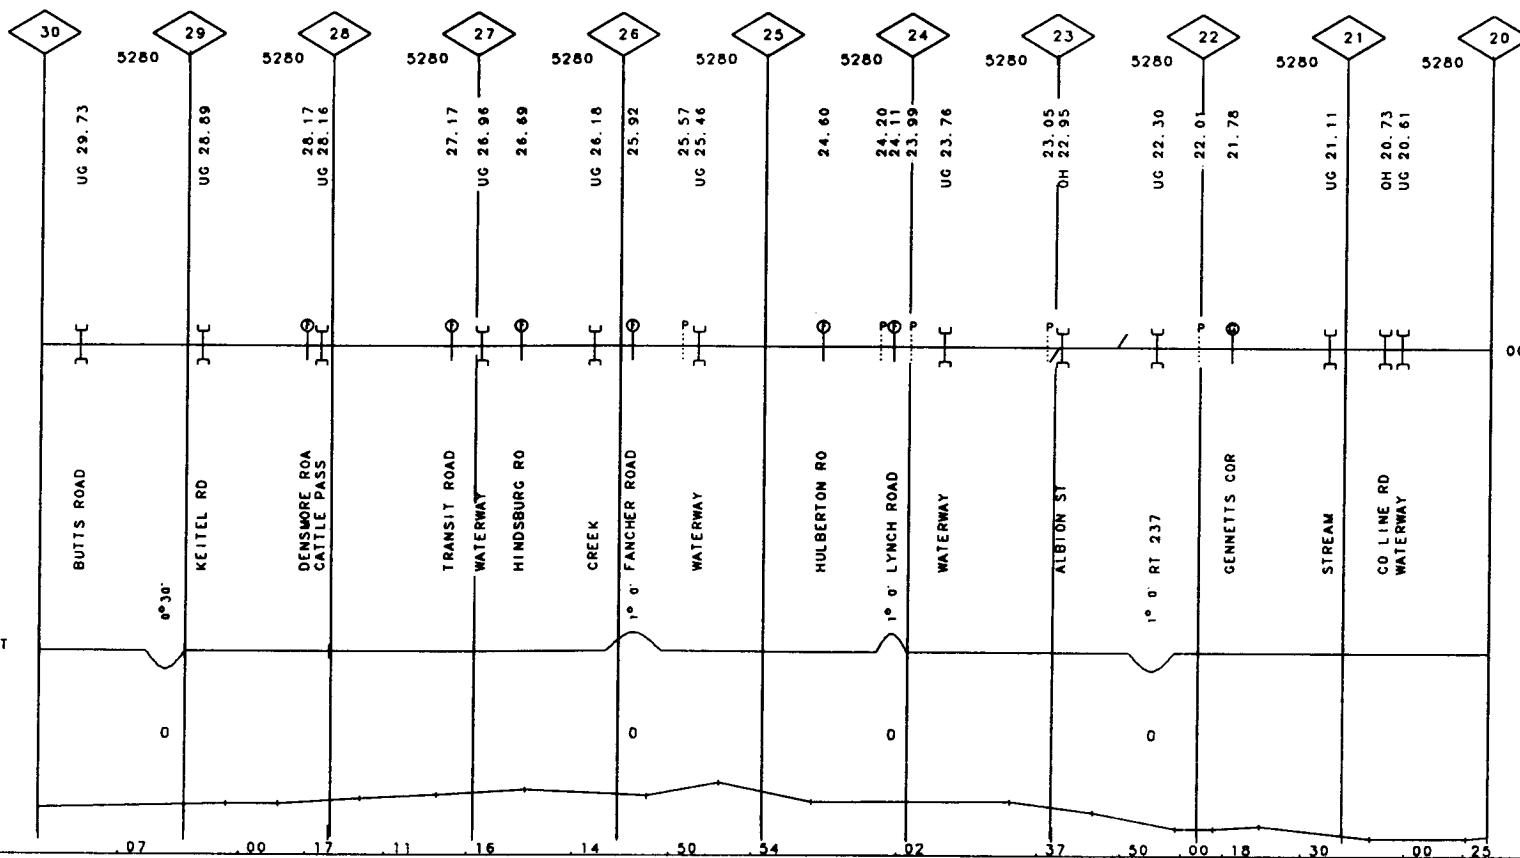 30 29 28 27 26 25 24 23 22 21 20
5280 5280 5280 5280 5280 5280 5280 5280 5280 5280
UG 29.73
UG 28.89
28.17
UG 28.16
27.17
UG 26.96
26.69
UG 26.18
25.92
25.57
UG 25.46
24.60
24.20
24.11
23.99
UG 23.76
23.05
OH 22.95
UG 22.30
22.01
21.78
UG 21.11
OH 20.73
UG 20.61
P P P P P
BUTTS ROAD
KEITEL RD
DENSMORE ROA
CATTLE PASS
TRANSIT ROAD
WATERWAY
HINDSBURG RD
CREEK
FANCHER ROAD
WATERWAY
HULBERTON RD
LYNCH ROAD
WATERWAY
ALBION ST
RT 237
GENNETTS COR
STREAM
CO LINE RD
WATERWAY
0°30'
1° 0'
1° 0'
1° 0'
T
0 0 0 0
.07 .00 .17 .11 .16 .14 .50 .54 .02 .37 .50 .00 .18 .30 .00 .25